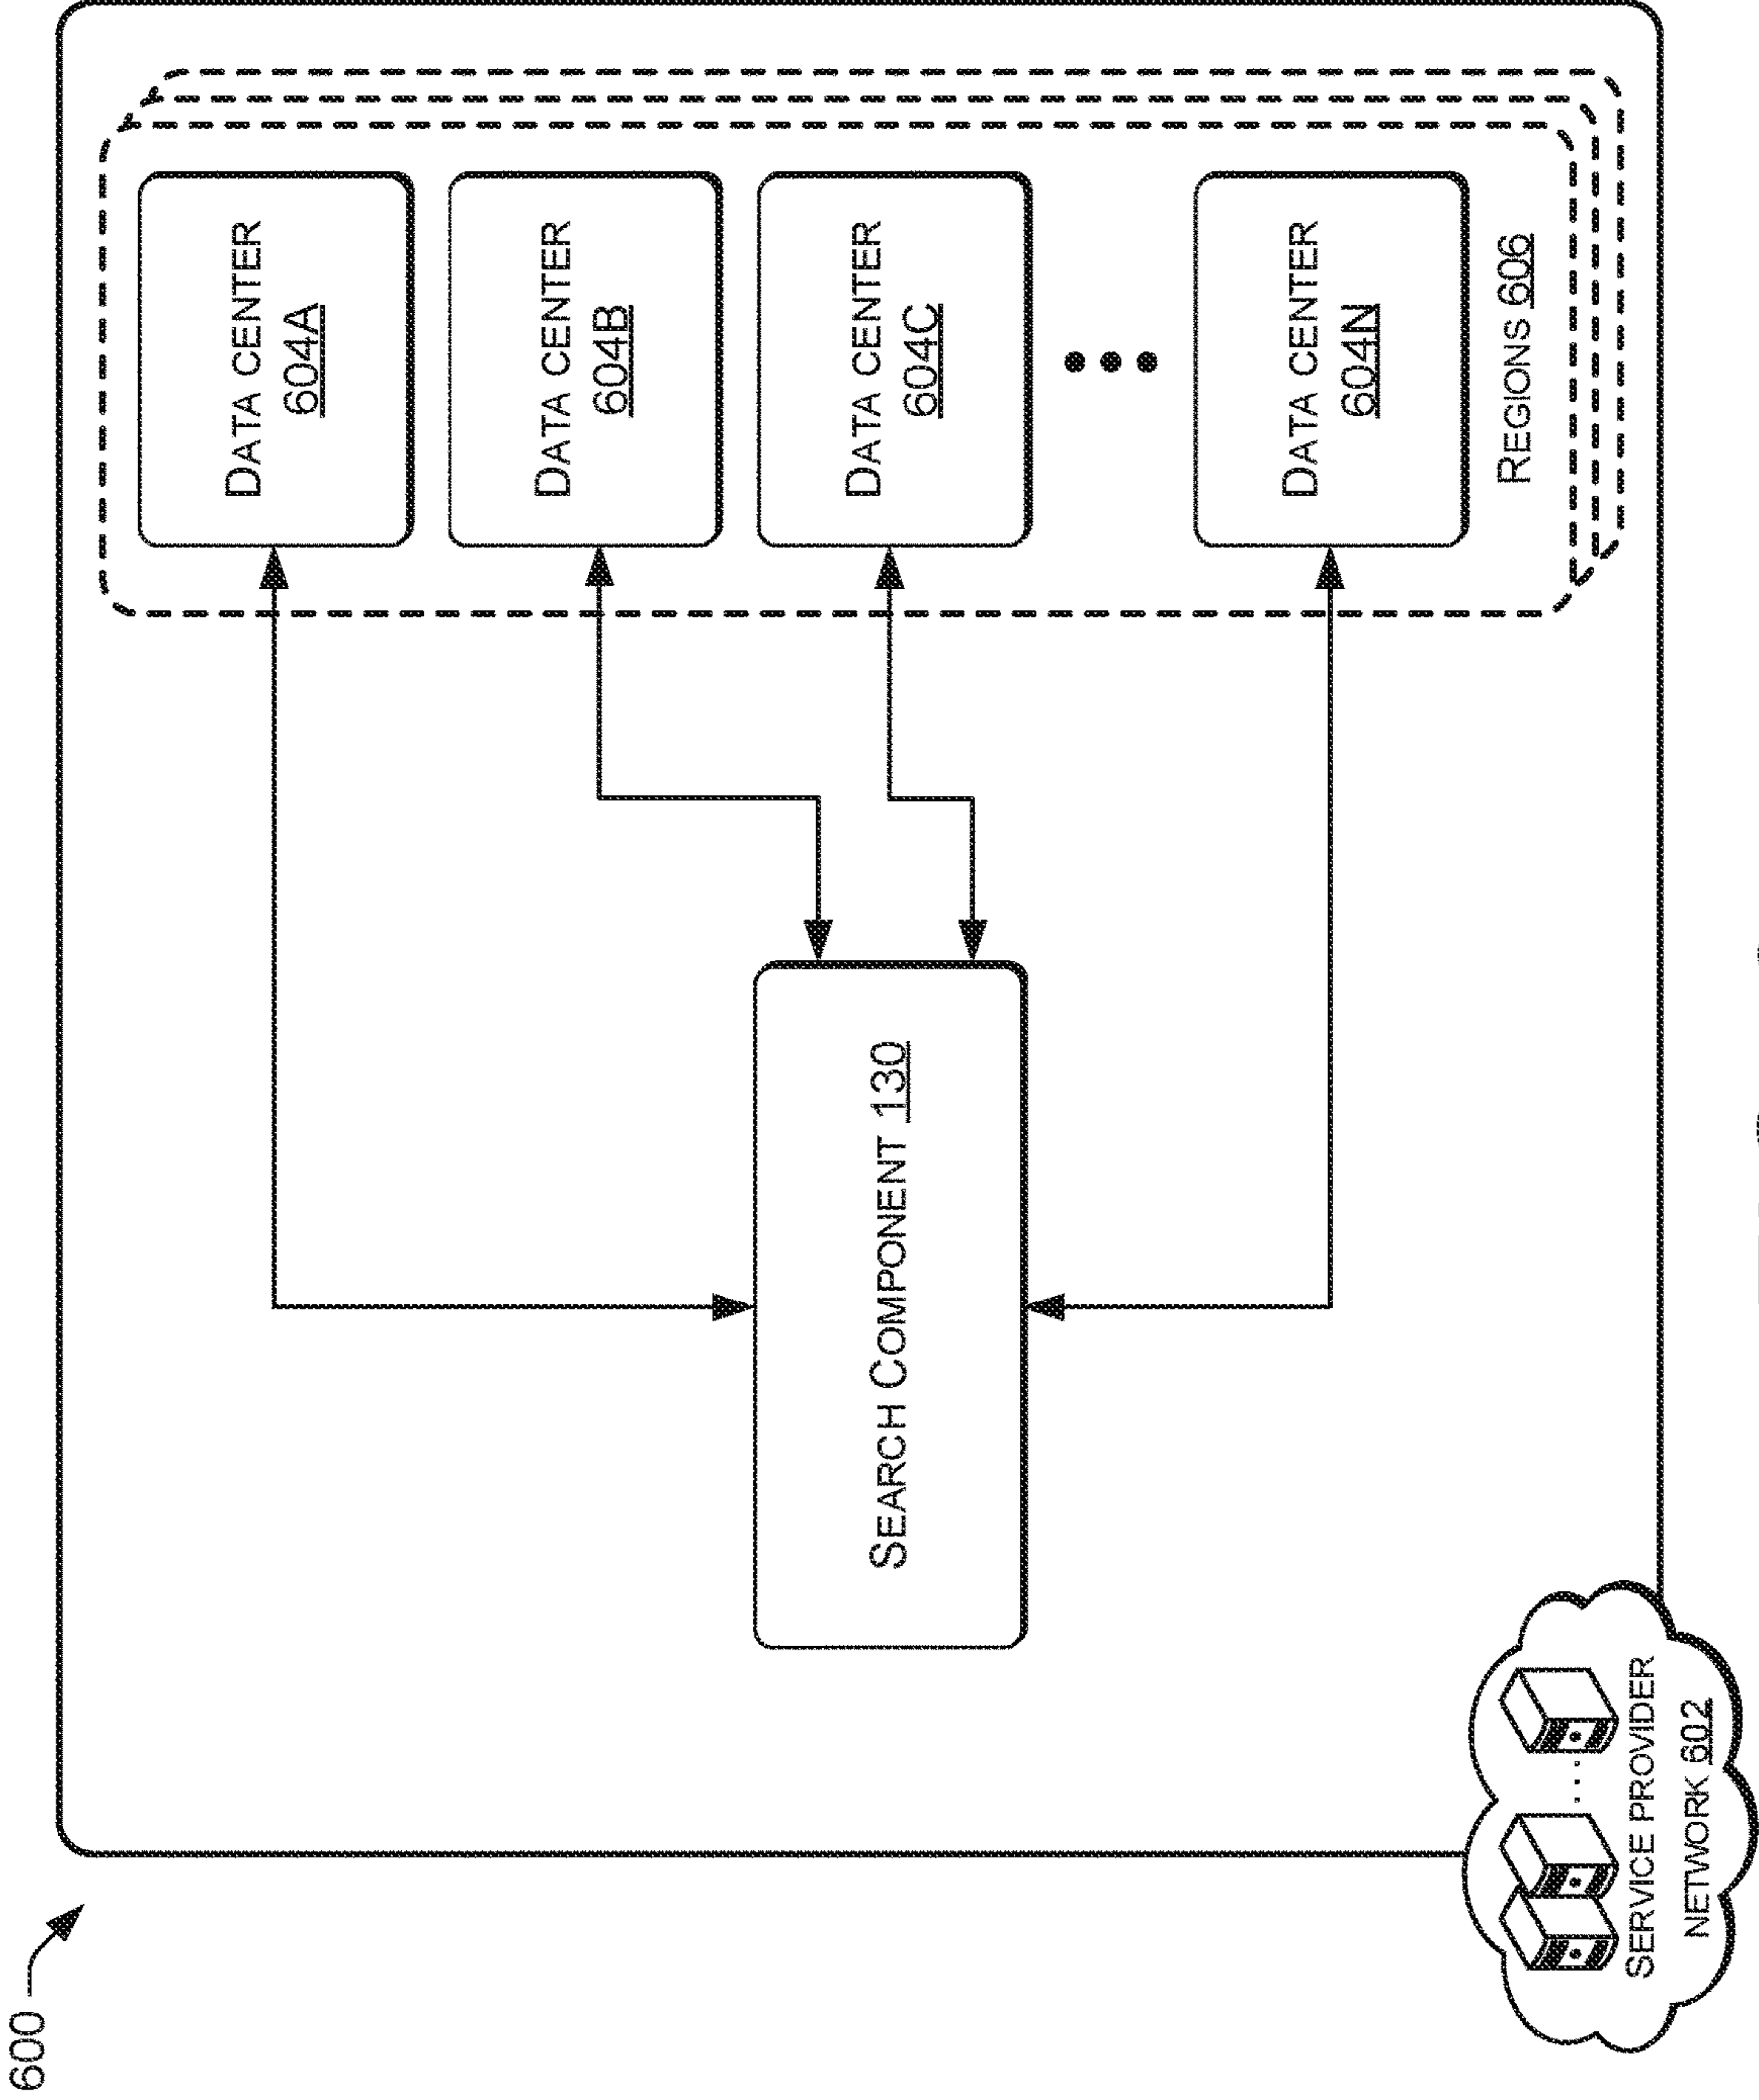 600
DATA CENTER
604A
DATA CENTER
604B
DATA CENTER
604C
DATA CENTER
604N
REGIONS 606
SEARCH COMPONENT 130
SERVICE PROVIDER
NETWORK 602